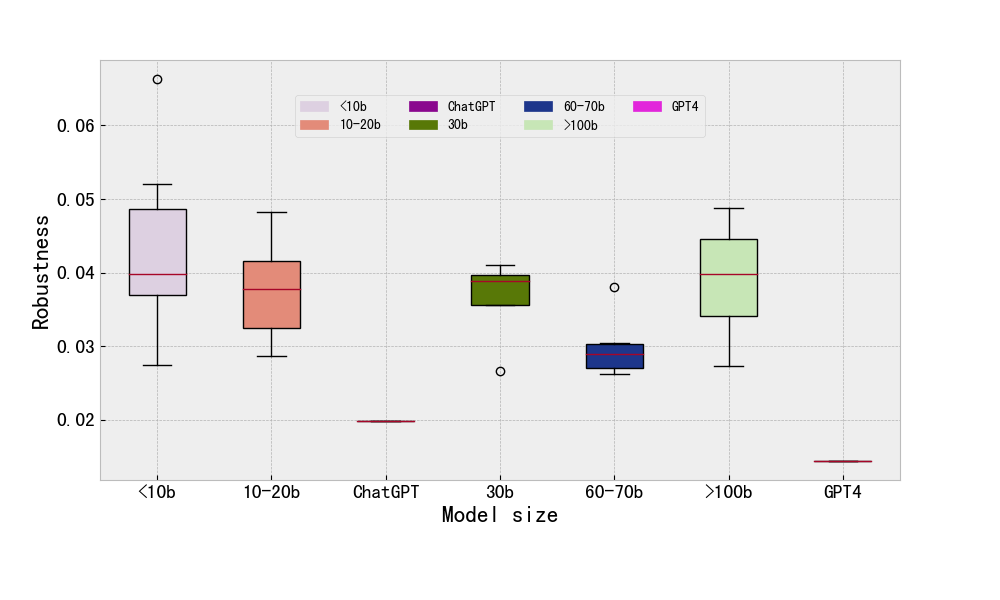 <10b
ChatGPT
60-70b
GPT4
10-20b
30b
>100b
Robustness
0.06
0.05
0.04
0.03
0.02
<10b
10-20b
ChatGPT
30b
60-70b
>100b
GPT4
Model size